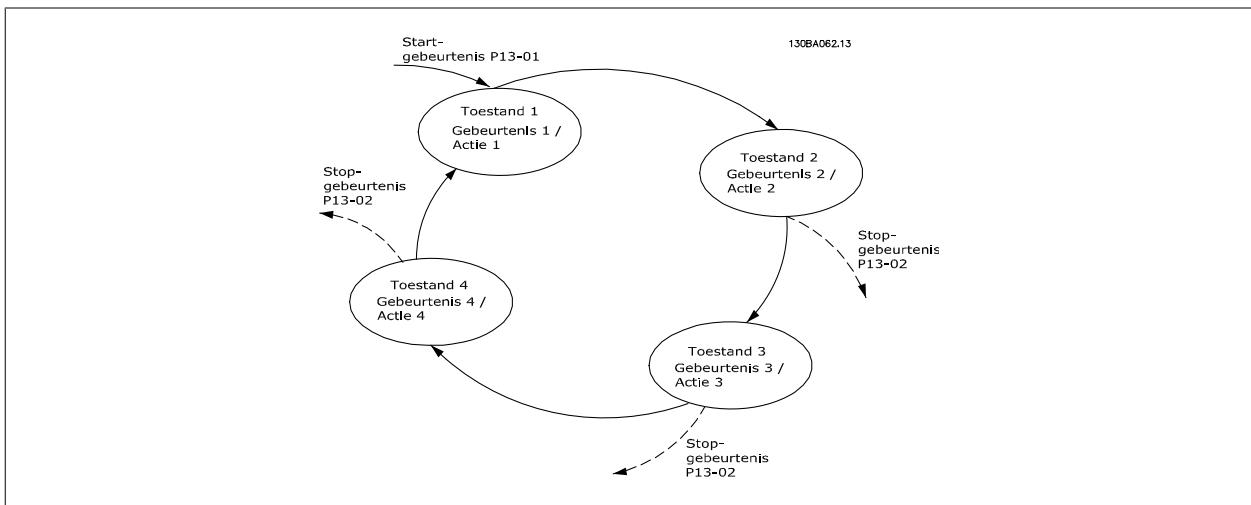 Start-
gebeurtenis P13-01
130BA062.13
Toestand 1
Gebeurtenis 1 /
Actie 1
Toestand 2
Gebeurtenis 2 /
Actie 2
Stop-
gebeurtenis
P13-02
Stop-
gebeurtenis
P13-02
Toestand 4
Gebeurtenis 4 /
Actie 4
Toestand 3
Gebeurtenis 3 /
Actie 3
Stop-
gebeurtenis
P13-02